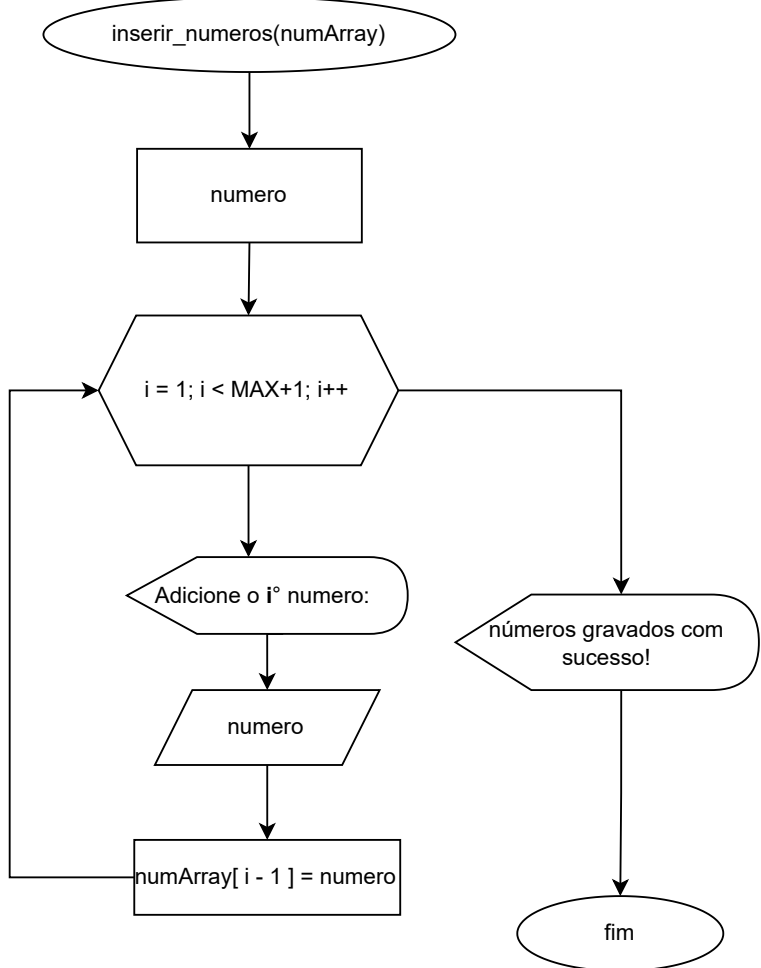 inserir_numeros(numArray)
numero
i = 1; i < MAX+1; i++
Adicione o i° numero:
numero
numArray[ i - 1 ] = numero
números gravados com
sucesso!
fim